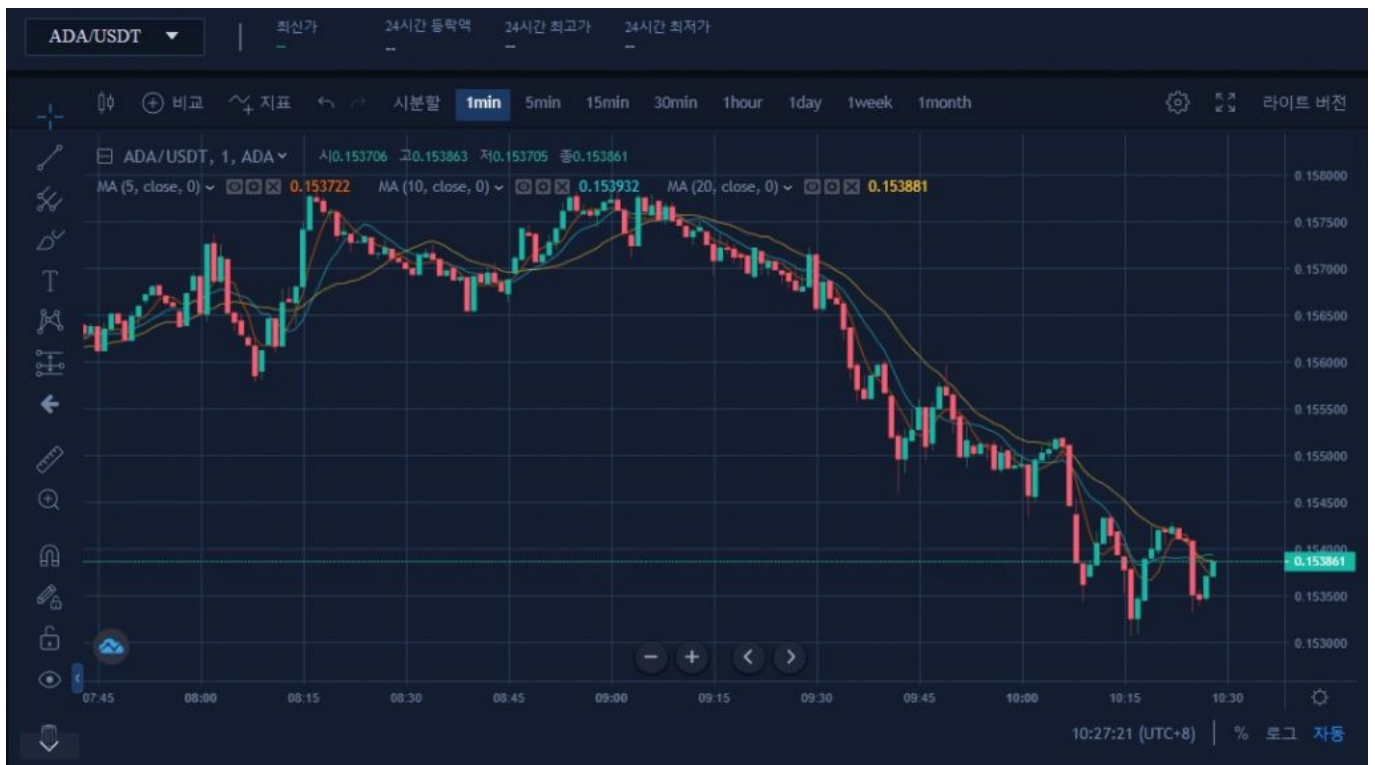 ADA/USDT
최신가 24시간 등락액 24시간 최고가 24시간 최저가
-- -- -- --
비교 지표 시분할 1min 5min 15min 30min 1hour 1day 1week 1month 라이트 버전
ADA/USDT, 1, ADA 시0.153706 고0.153863 저0.153705 종0.153861
MA (5, close, 0) 0.153722 MA (10, close, 0) 0.153932 MA (20, close, 0) 0.153881
0.158000
0.157500
0.157000
0.156500
0.156000
0.155500
0.155000
0.154500
0.154000
0.153861
0.153500
0.153000
07:45 08:00 08:15 08:30 08:45 09:00 09:15 09:30 09:45 10:00 10:15 10:30
10:27:21 (UTC+8) % 로그 자동